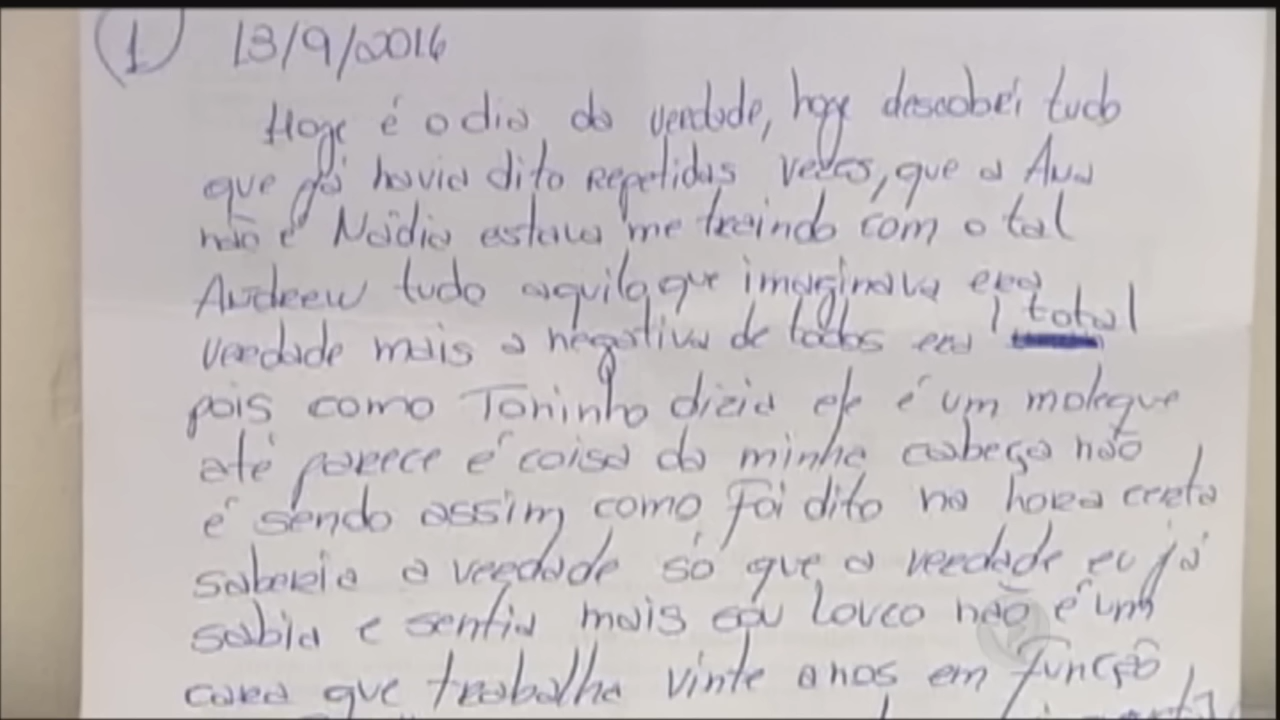 1 13/9/2016
Hoje é o dia da verdade, hoje descobri tudo
que já havia dito repetidas vezes, que a Ana
não é Nádia estava me traindo com o tal
Andreew tudo aquilo que imaginava era
verdade mais a negativa de todos era total
pois como Toninho dizia ele é um moleque
até parece é coisa da minha cabeça não
é sendo assim, como foi dito na hora certa
saberia a verdade só que a verdade eu já
sabia e sentia mais sou louco não é um
cara que trabalha vinte anos em função